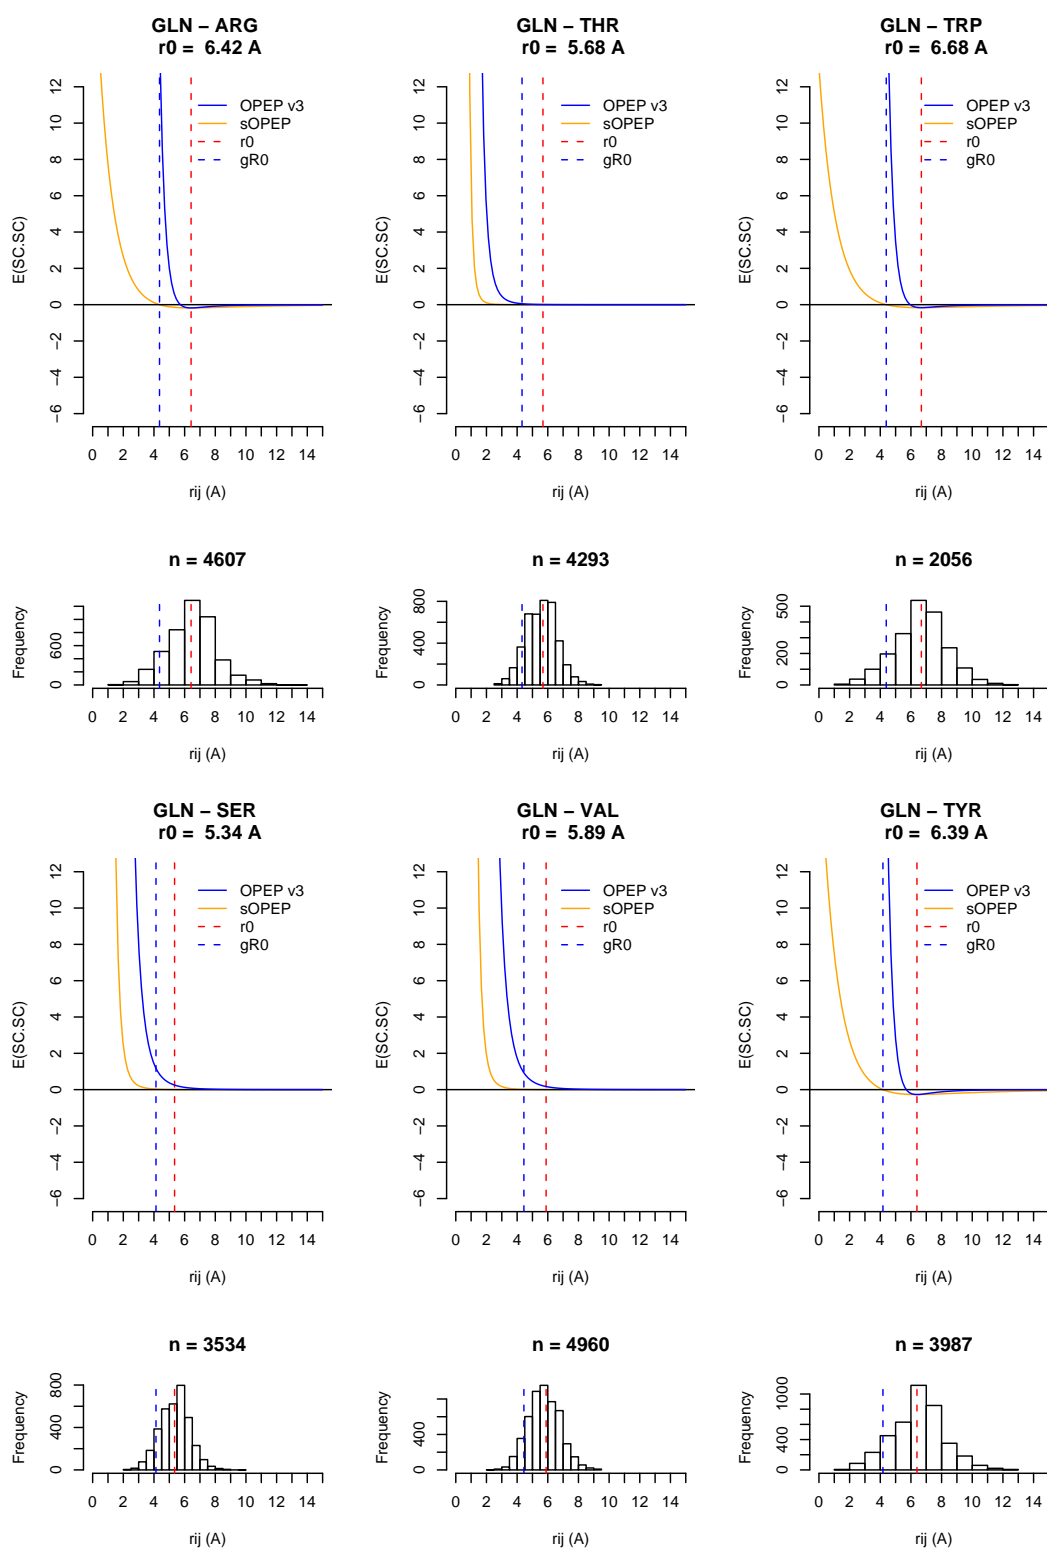 GLN − ARG
r0 =  6.42 A
E(SC.SC)
12
10
8
6
4
2
0
−2
−4
−6
OPEP v3
sOPEP
r0
gR0
0 2 4 6 8 10 12 14
rij (A)
GLN − THR
r0 =  5.68 A
E(SC.SC)
12
10
8
6
4
2
0
−2
−4
−6
OPEP v3
sOPEP
r0
gR0
0 2 4 6 8 10 12 14
rij (A)
GLN − TRP
r0 =  6.68 A
E(SC.SC)
12
10
8
6
4
2
0
−2
−4
−6
OPEP v3
sOPEP
r0
gR0
0 2 4 6 8 10 12 14
rij (A)
n = 4607
Frequency
600
0
0 2 4 6 8 10 12 14
rij (A)
n = 4293
Frequency
800
400
0
0 2 4 6 8 10 12 14
rij (A)
n = 2056
Frequency
500
200
0
0 2 4 6 8 10 12 14
rij (A)
GLN − SER
r0 =  5.34 A
E(SC.SC)
12
10
8
6
4
2
0
−2
−4
−6
OPEP v3
sOPEP
r0
gR0
0 2 4 6 8 10 12 14
rij (A)
GLN − VAL
r0 =  5.89 A
E(SC.SC)
12
10
8
6
4
2
0
−2
−4
−6
OPEP v3
sOPEP
r0
gR0
0 2 4 6 8 10 12 14
rij (A)
GLN − TYR
r0 =  6.39 A
E(SC.SC)
12
10
8
6
4
2
0
−2
−4
−6
OPEP v3
sOPEP
r0
gR0
0 2 4 6 8 10 12 14
rij (A)
n = 3534
Frequency
800
400
0
0 2 4 6 8 10 12 14
rij (A)
n = 4960
Frequency
400
0
0 2 4 6 8 10 12 14
rij (A)
n = 3987
Frequency
1000
400
0
0 2 4 6 8 10 12 14
rij (A)